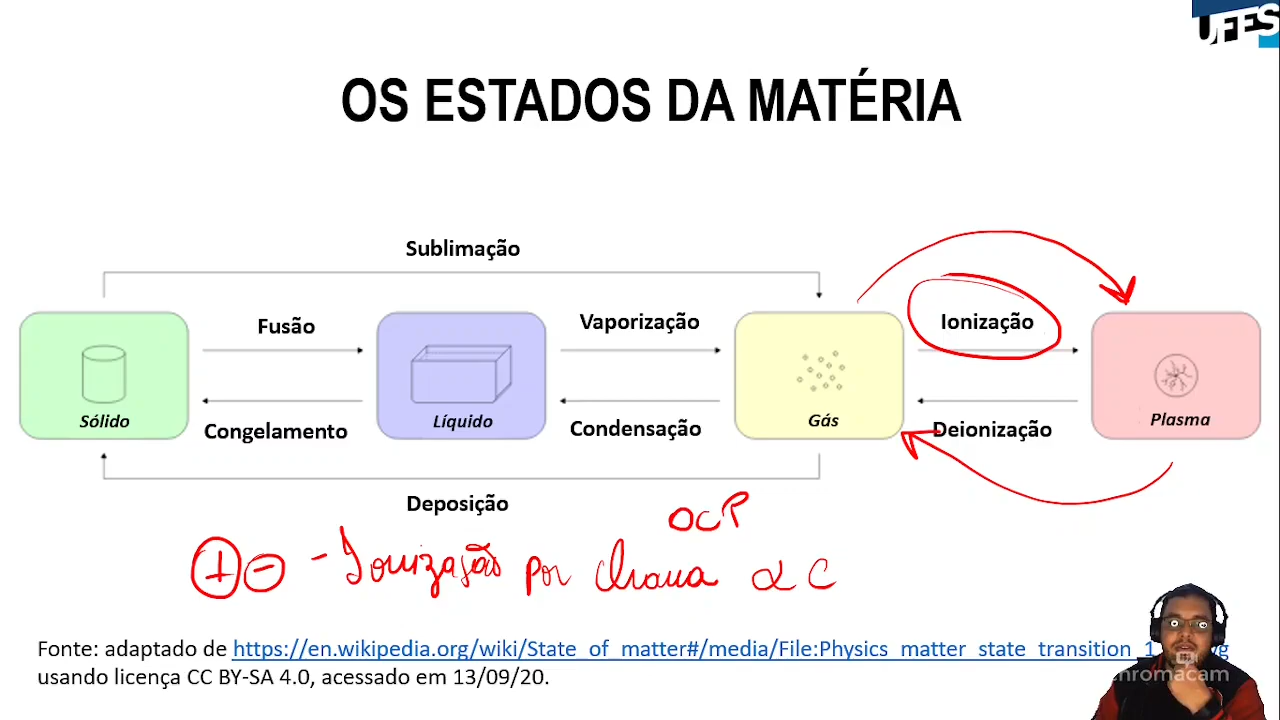 UFES
OS ESTADOS DA MATÉRIA
Sublimação
Fusão
Vaporização
Ionização
Sólido
Líquido
Gás
Plasma
Congelamento
Condensação
Deionização
Deposição
OCP
+ - - Ionização por chama α C
Fonte: adaptado de https://en.wikipedia.org/wiki/State_of_matter#/media/File:Physics_matter_state_transition_1
usando licença CC BY-SA 4.0, acessado em 13/09/20.
chromacam